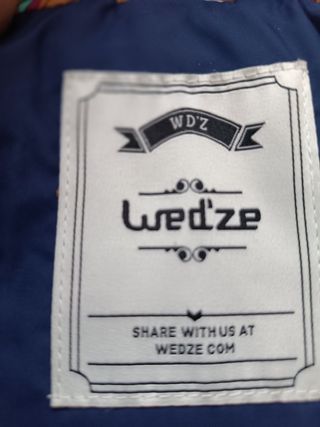 WD'Z
Wed'ze
SHARE WITH US AT
WEDZE COM